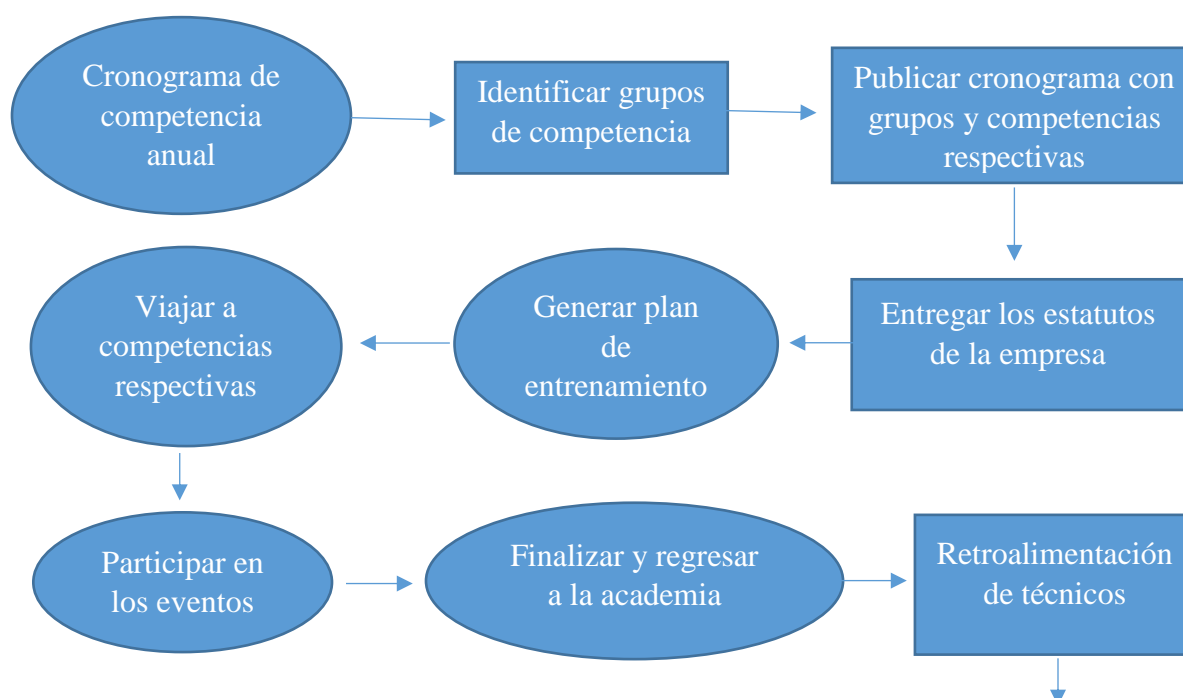 Cronograma de
competencia
anual
Identificar grupos
de competencia
Publicar cronograma con
grupos y competencias
respectivas
Entregar los estatutos
de la empresa
Generar plan
de
entrenamiento
Viajar a
competencias
respectivas
Participar en
los eventos
Finalizar y regresar
a la academia
Retroalimentación
de técnicos